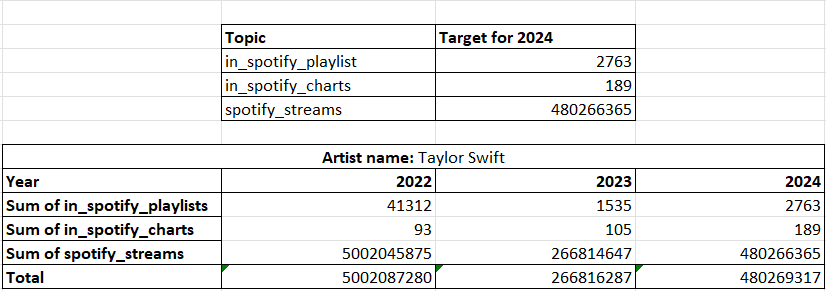 Topic Target for 2024
in_spotify_playlist 2763
in_spotify_charts 189
spotify_streams 480266365
Artist name: Taylor Swift
Year 2022 2023 2024
Sum of in_spotify_playlists 41312 1535 2763
Sum of in_spotify_charts 93 105 189
Sum of spotify_streams 5002045875 266814647 480266365
Total 5002087280 266816287 480269317